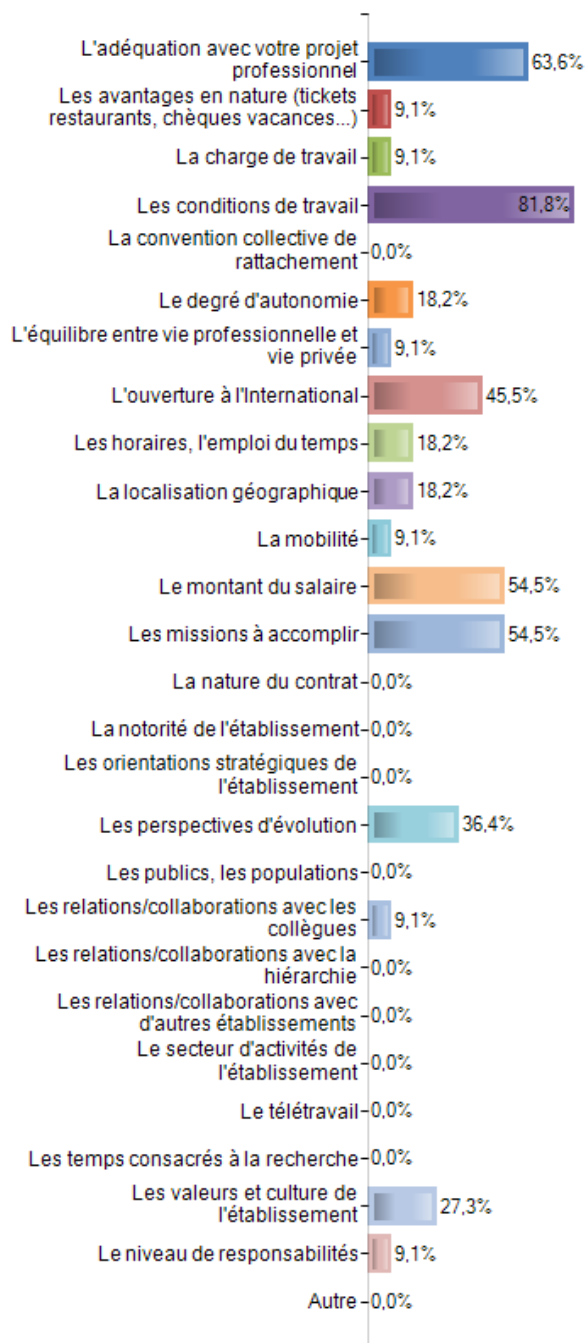 L'adéquation avec votre projet
professionnel
63,6%
Les avantages en nature (tickets
restaurants, chèques vacances...)
9,1%
La charge de travail
9,1%
Les conditions de travail
81,8%
La convention collective de
rattachement
0,0%
Le degré d'autonomie
18,2%
L'équilibre entre vie professionnelle et
vie privée
9,1%
L'ouverture à l'International
45,5%
Les horaires, l'emploi du temps
18,2%
La localisation géographique
18,2%
La mobilité
9,1%
Le montant du salaire
54,5%
Les missions à accomplir
54,5%
La nature du contrat
0,0%
La notorité de l'établissement
0,0%
Les orientations stratégiques de
l'établissement
0,0%
Les perspectives d'évolution
36,4%
Les publics, les populations
0,0%
Les relations/collaborations avec les
collègues
9,1%
Les relations/collaborations avec la
hiérarchie
0,0%
Les relations/collaborations avec
d'autres établissements
0,0%
Le secteur d'activités de
l'établissement
0,0%
Le télétravail
0,0%
Les temps consacrés à la recherche
0,0%
Les valeurs et culture de
l'établissement
27,3%
Le niveau de responsabilités
9,1%
Autre
0,0%